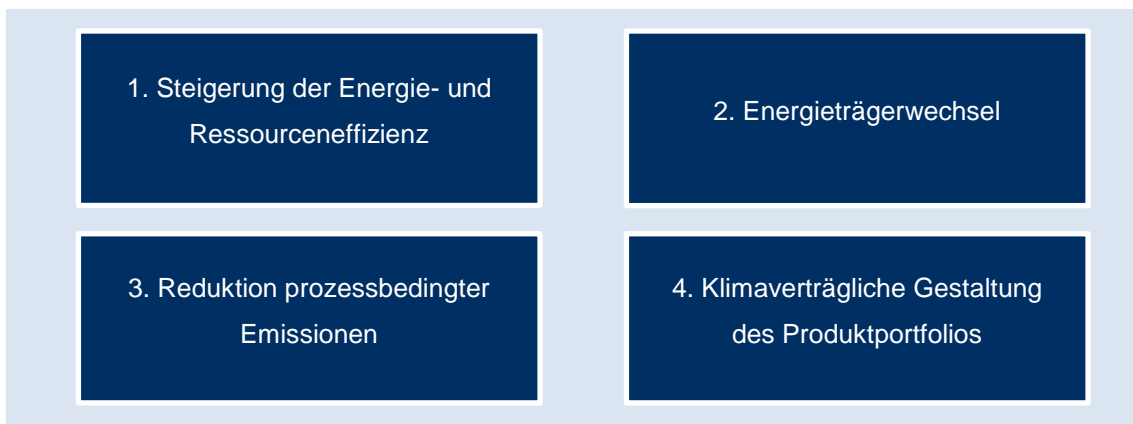 1. Steigerung der Energie- und
Ressourceneffizienz
2. Energieträgerwechsel
3. Reduktion prozessbedingter
Emissionen
4. Klimaverträgliche Gestaltung
des Produktportfolios